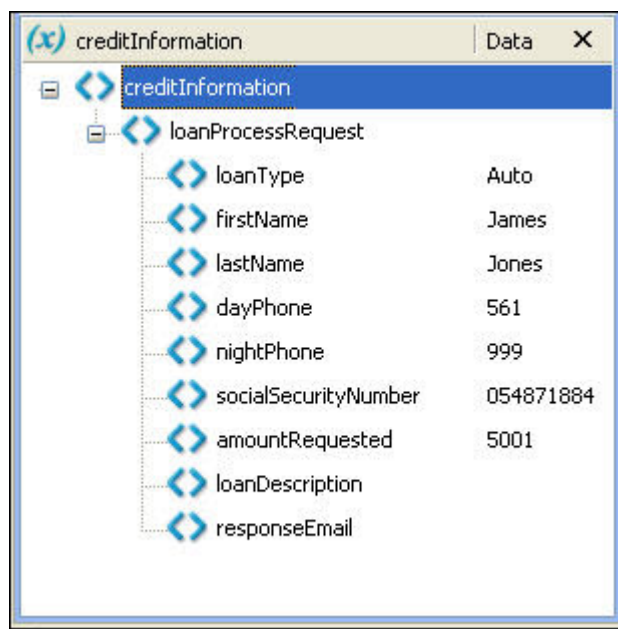 (x) creditInformation Data X
creditInformation
loanProcessRequest
loanType Auto
firstName James
lastName Jones
dayPhone 561
nightPhone 999
socialSecurityNumber 054871884
amountRequested 5001
loanDescription
responseEmail